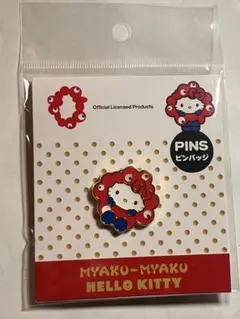 Official Licensed Products
PINS
ピンバッジ
MYAKU-MYAKU
HELLO KITTY